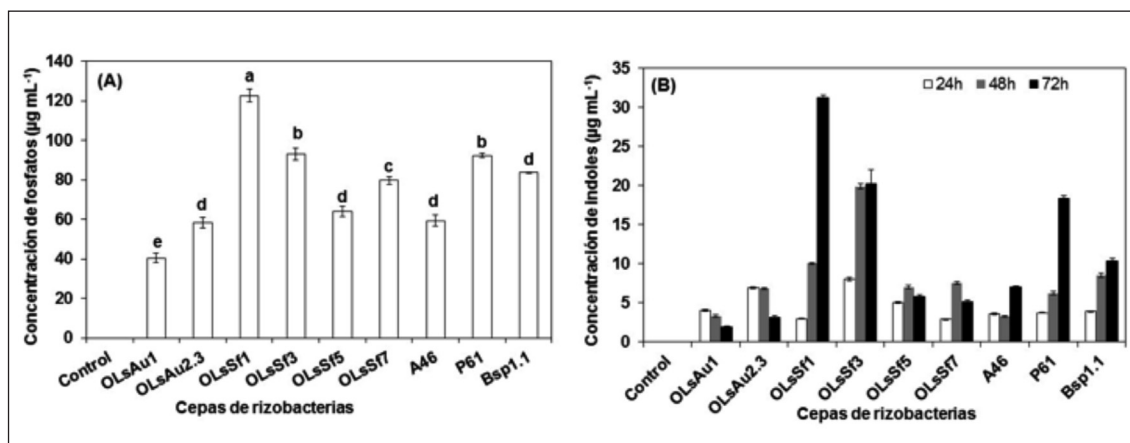 (A)
Concentración de fosfatos (µg mL⁻¹)
140
120
100
80
60
40
20
0
e
d
a
b
d
c
d
b
d
Control
OLsAu1
OLsAu2.3
OLsSf1
OLsSf3
OLsSf5
OLsSf7
A46
P61
Bsp1.1
Cepas de rizobacterias
(B)
24h 48h 72h
Concentración de indoles (µg mL⁻¹)
35
30
25
20
15
10
5
0
Control
OLsAu1
OLsAu2.3
OLsSf1
OLsSf3
OLsSf5
OLsSf7
A46
P61
Bsp1.1
Cepas de rizobacterias